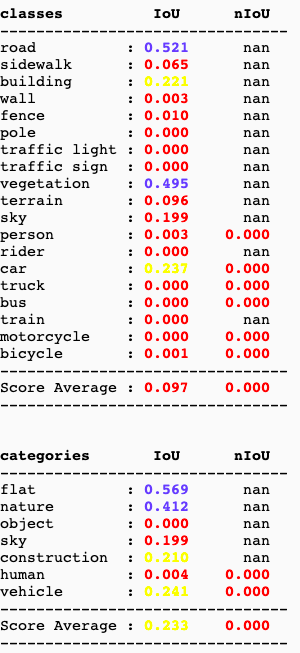 classes IoU nIoU
--------------------------------
road : 0.521 nan
sidewalk : 0.065 nan
building : 0.221 nan
wall : 0.003 nan
fence : 0.010 nan
pole : 0.000 nan
traffic light : 0.000 nan
traffic sign : 0.000 nan
vegetation : 0.495 nan
terrain : 0.096 nan
sky : 0.199 nan
person : 0.003 0.000
rider : 0.000 nan
car : 0.237 0.000
truck : 0.000 0.000
bus : 0.000 0.000
train : 0.000 nan
motorcycle : 0.000 0.000
bicycle : 0.001 0.000
--------------------------------
Score Average : 0.097 0.000
--------------------------------
categories IoU nIoU
--------------------------------
flat : 0.569 nan
nature : 0.412 nan
object : 0.000 nan
sky : 0.199 nan
construction : 0.210 nan
human : 0.004 0.000
vehicle : 0.241 0.000
--------------------------------
Score Average : 0.233 0.000
--------------------------------